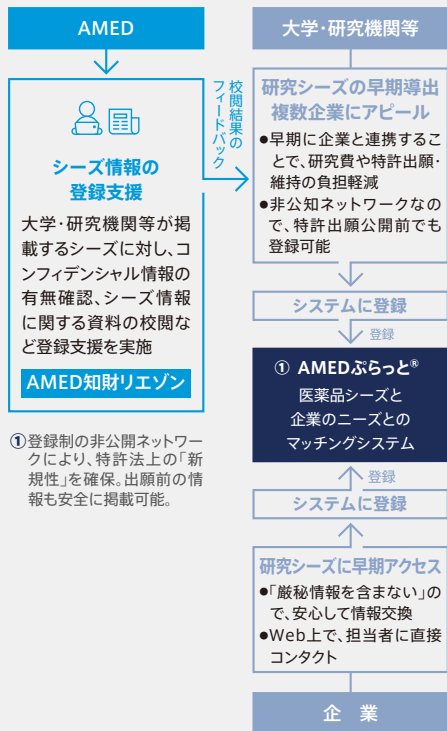 AMED
シーズ情報の
登録支援
大学・研究機関等が掲
載するシーズに対し、コ
ンフィデンシャル情報の
有無確認、シーズ情報
に関する資料の校閲な
ど登録支援を実施
AMED知財リエゾン
①登録制の非公開ネットワー
クにより、特許法上の「新
規性」を確保。出願前の情
報も安全に掲載可能。
校閲結果の
フィードバック
大学・研究機関等
研究シーズの早期導出
複数企業にアピール
●早期に企業と連携するこ
とで、研究費や特許出願・
維持の負担軽減
●非公知ネットワークなの
で、特許出願公開前でも
登録可能
システムに登録
登録
① AMEDぷらっと®
医薬品シーズと
企業のニーズとの
マッチングシステム
登録
システムに登録
研究シーズに早期アクセス
●「厳秘情報を含まない」の
で、安心して情報交換
●Web上で、担当者に直接
コンタクト
企 業